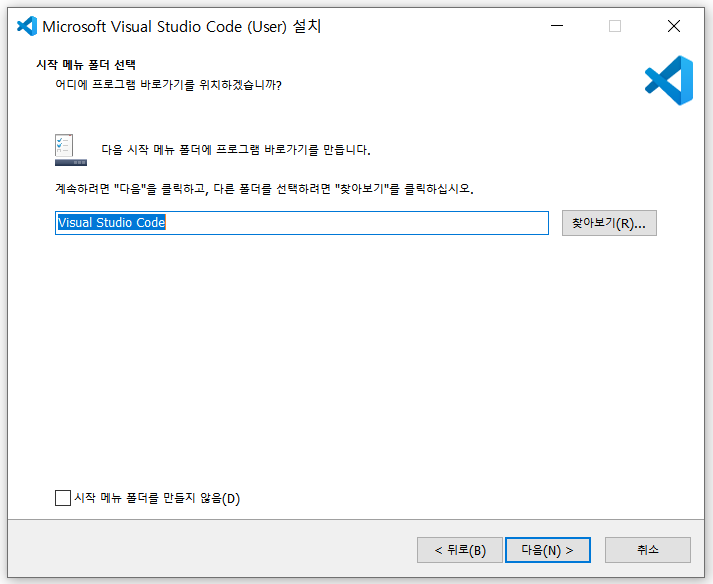 Microsoft Visual Studio Code (User) 설치
시작 메뉴 폴더 선택
어디에 프로그램 바로가기를 위치하겠습니까?
다음 시작 메뉴 폴더에 프로그램 바로가기를 만듭니다.
계속하려면 "다음"을 클릭하고, 다른 폴더를 선택하려면 "찾아보기"를 클릭하십시오.
Visual Studio Code
찾아보기(R)...
시작 메뉴 폴더를 만들지 않음(D)
< 뒤로(B)
다음(N) >
취소